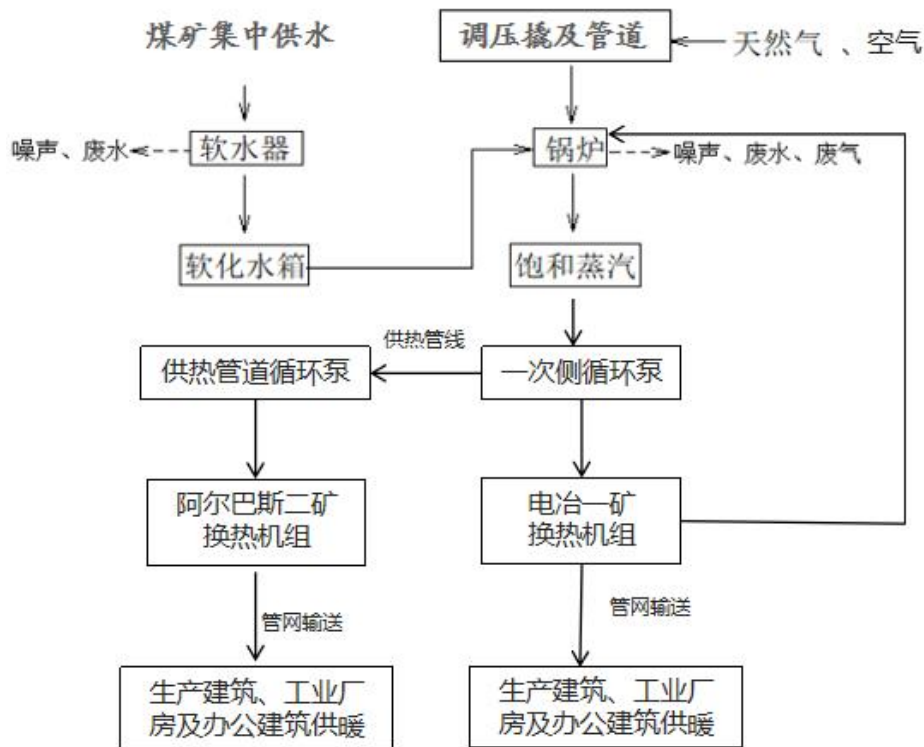 煤矿集中供水
调压撬及管道
天然气、空气
噪声、废水
软水器
锅炉
噪声、废水、废气
软化水箱
饱和蒸汽
供热管线
供热管道循环泵
一次侧循环泵
阿尔巴斯二矿
换热机组
电冶一矿
换热机组
管网输送
管网输送
生产建筑、工业厂
房及办公建筑供暖
生产建筑、工业厂
房及办公建筑供暖